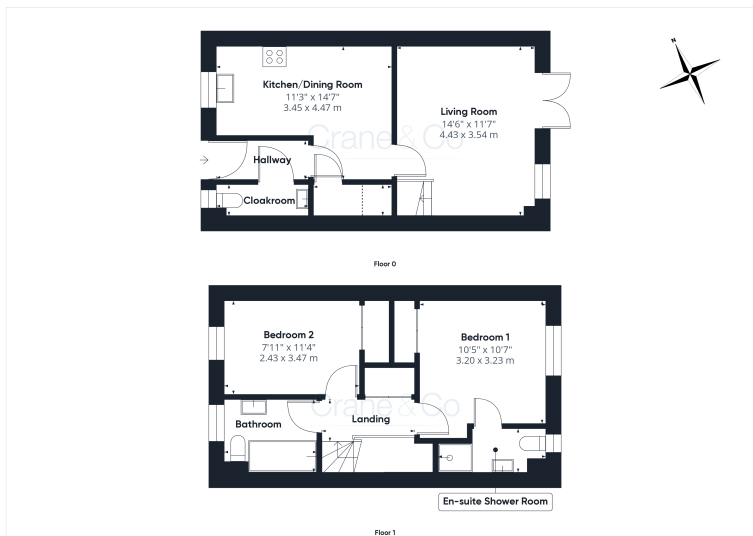 N
Kitchen/Dining Room
11'3" x 14'7"
3.45 x 4.47 m
Living Room
14'6" x 11'7"
4.43 x 3.54 m
Crane & Co
Hallway
Cloakroom
Floor 0
Bedroom 2
7'11" x 11'4"
2.43 x 3.47 m
Bedroom 1
10'5" x 10'7"
3.20 x 3.23 m
Crane & Co
Landing
Bathroom
En-suite Shower Room
Floor 1